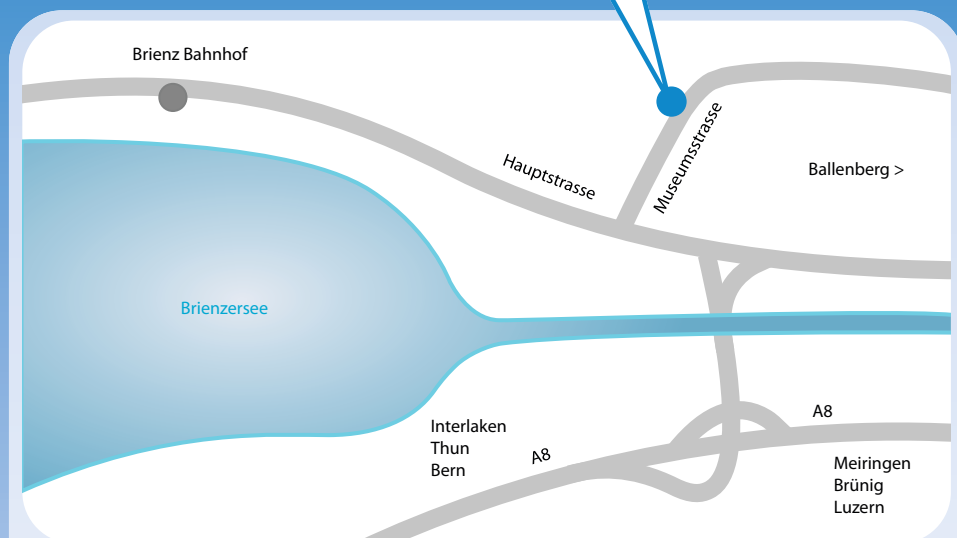 Brienz Bahnhof
Hauptstrasse
Museumsstrasse
Ballenberg >
Brienzersee
Interlaken
Thun
Bern
A8
A8
Meiringen
Brünig
Luzern